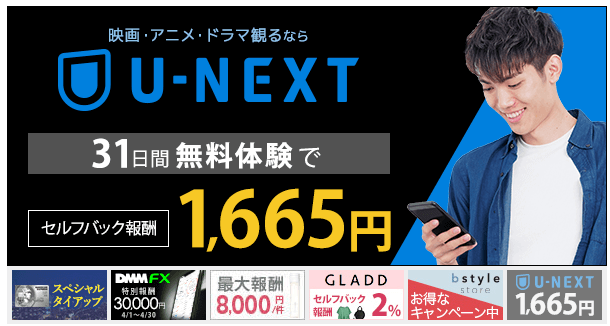 映画・アニメ・ドラマ観るなら
U-NEXT
31日間 無料体験で
セルフバック報酬 1,665円
スペシャル
タイアップ
DMM FX
特別報酬
30,000円
4/1～4/30
最大報酬
8,000円/件
GLADD
セルフバック
報酬 2%
bstyle
store
お得な
キャンペーン中
U-NEXT
1,665円